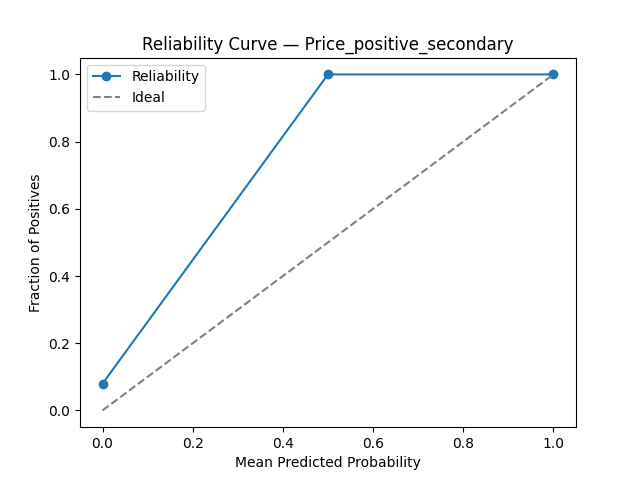 Reliability Curve — Price_positive_secondary
Reliability
Ideal
Fraction of Positives
1.0
0.8
0.6
0.4
0.2
0.0
0.0 0.2 0.4 0.6 0.8 1.0
Mean Predicted Probability